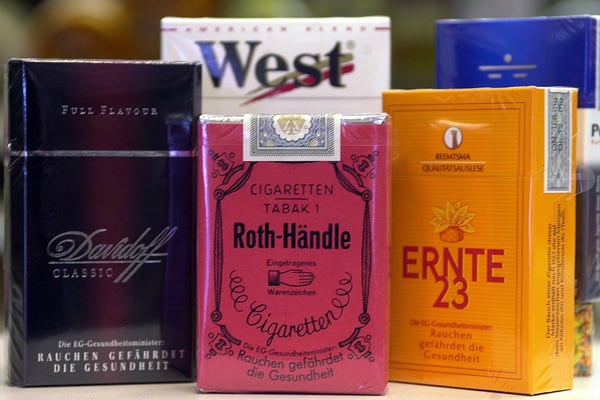 AMERICAN BLEND
West
FULL FLAVOUR
Davidoff
CLASSIC
Die EG-Gesundheitsminister:
RAUCHEN GEFÄHRDET
DIE GESUNDHEIT
CIGARETTEN
TABAK 1
Roth-Händle
Eingetragenes
Warenzeichen
Cigaretten
Die EG-Gesundheitsminister:
Rauchen gefährdet
die Gesundheit
REEMTSMA
QUALITÄTSAUSLESE
ERNTE
23
Die EG-Gesundheitsminister:
Rauchen
gefährdet die
Gesundheit